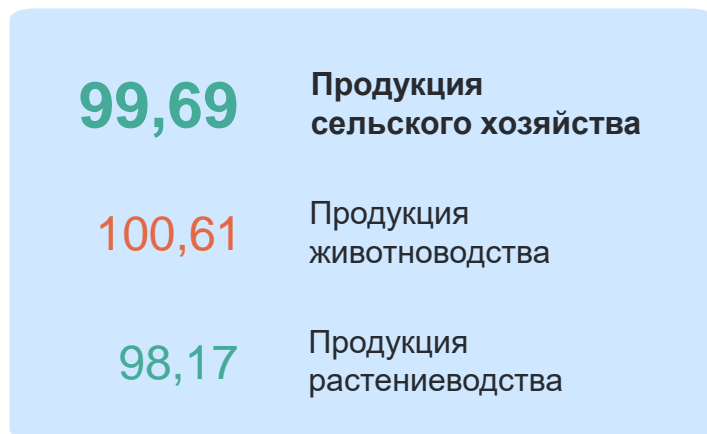 99,69
Продукция
сельского хозяйства
100,61
Продукция
животноводства
98,17
Продукция
растениеводства